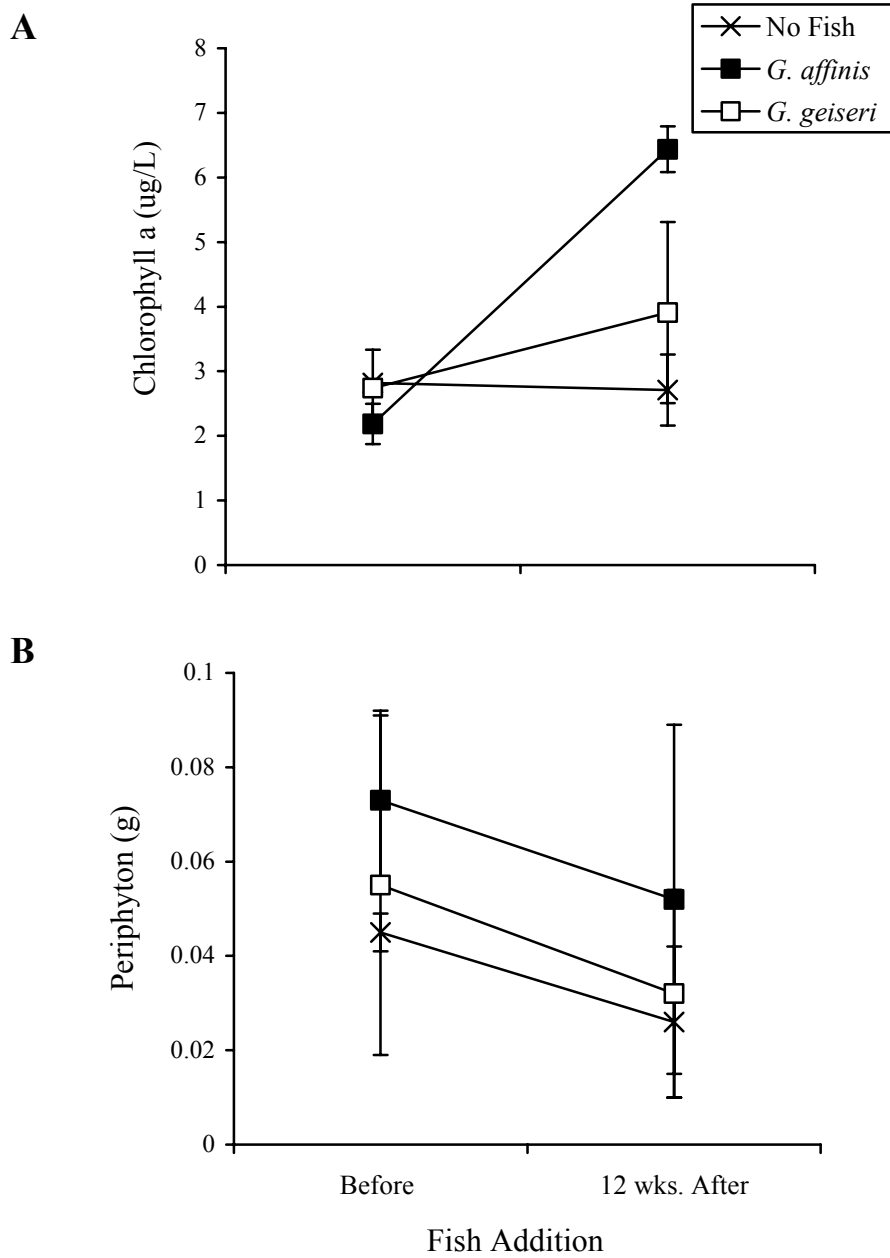 A
No Fish
G. affinis
G. geiseri
8
7
6
5
4
3
2
1
0
Chlorophyll a (ug/L)
B
0.1
0.08
0.06
0.04
0.02
0
Periphyton (g)
Before
12 wks. After
Fish Addition